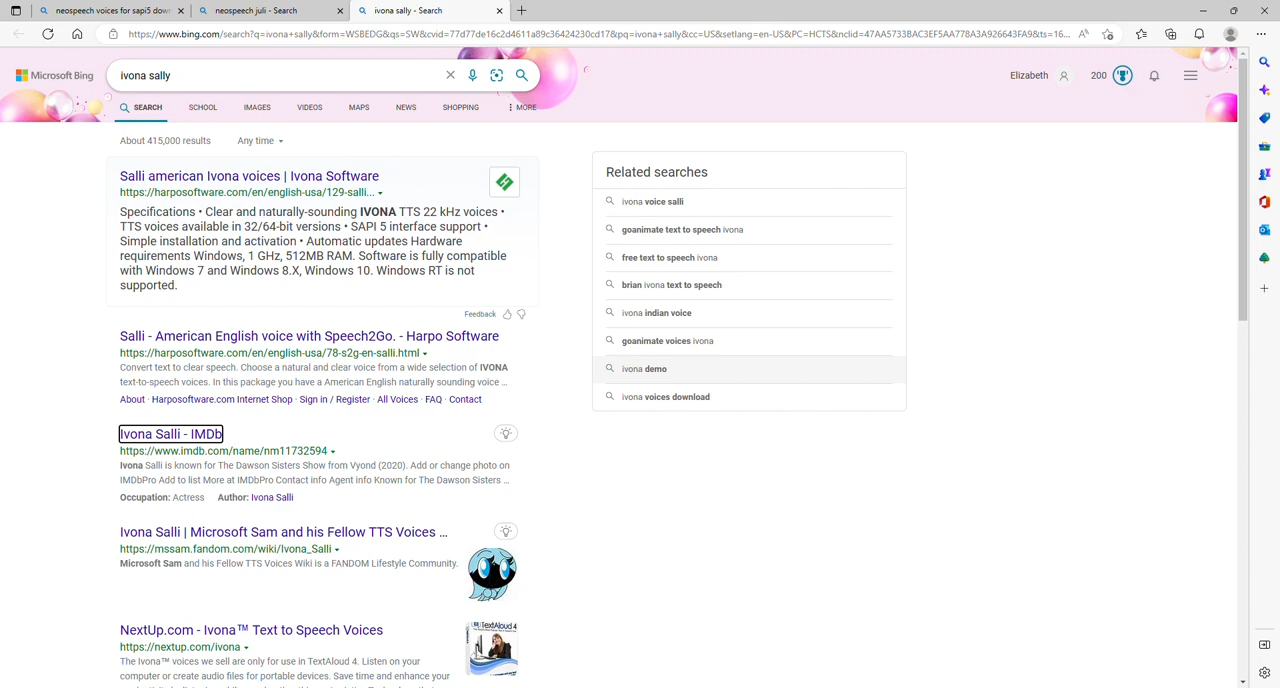 neospeech voices for sapi5 down
neospeech juli - Search
ivona sally - Search
https://www.bing.com/search?q=ivona+sally&form=WSBEDG&qs=SW&cvid=77d77de16c2d4611a89c36424230cd17&pq=ivona+sally&cc=US&setlang=en-US&PC=HCTS&nclid=47AA5733BAC3EF5AA778A3A926643FA9&ts=16...
Microsoft Bing
ivona sally
Elizabeth
200
SEARCH SCHOOL IMAGES VIDEOS MAPS NEWS SHOPPING MORE
About 415,000 results Any time
Salli american Ivona voices | Ivona Software
https://harposoftware.com/en/english-usa/129-salli...
Specifications • Clear and naturally-sounding IVONA TTS 22 kHz voices •
TTS voices available in 32/64-bit versions • SAPI 5 interface support •
Simple installation and activation • Automatic updates Hardware
requirements Windows, 1 GHz, 512MB RAM. Software is fully compatible
with Windows 7 and Windows 8.X, Windows 10. Windows RT is not
supported.
Feedback
Salli - American English voice with Speech2Go. - Harpo Software
https://harposoftware.com/en/english-usa/78-s2g-en-salli.html
Convert text to clear speech. Choose a natural and clear voice from a wide selection of IVONA
text-to-speech voices. In this package you have a American English naturally sounding voice ...
About · Harposoftware.com Internet Shop · Sign in / Register · All Voices · FAQ · Contact
Ivona Salli - IMDb
https://www.imdb.com/name/nm11732594
Ivona Salli is known for The Dawson Sisters Show from Vyond (2020). Add or change photo on
IMDbPro Add to list More at IMDbPro Contact info Agent info Known for The Dawson Sisters ...
Occupation: Actress Author: Ivona Salli
Ivona Salli | Microsoft Sam and his Fellow TTS Voices ...
https://mssam.fandom.com/wiki/Ivona_Salli
Microsoft Sam and his Fellow TTS Voices Wiki is a FANDOM Lifestyle Community.
NextUp.com - Ivona™ Text to Speech Voices
https://nextup.com/ivona
TextAloud 4
The Ivona™ voices we sell are only for use in TextAloud 4. Listen on your
computer or create audio files for portable devices. Save time and enhance your
Related searches
ivona voice salli
goanimate text to speech ivona
free text to speech ivona
brian ivona text to speech
ivona indian voice
goanimate voices ivona
ivona demo
ivona voices download